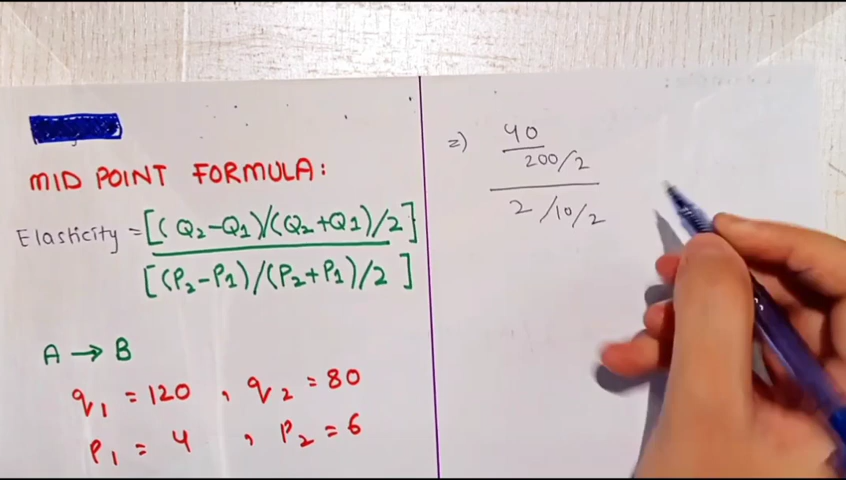 MID POINT FORMULA:
Elasticity = [(Q2-Q1)/(Q2+Q1)/2]
[(P2-P1)/(P2+P1)/2]
A → B
q1 = 120 , q2 = 80
P1 = 4 , P2 = 6
=) 40
200/2
2/10/2